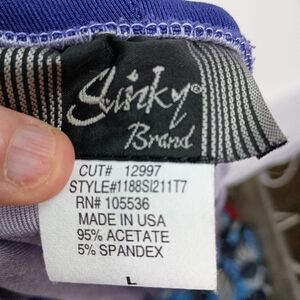 Slinky®
Brand
CUT# 12997
STYLE#1188SI211T7
RN# 105536
MADE IN USA
95% ACETATE
5% SPANDEX
L